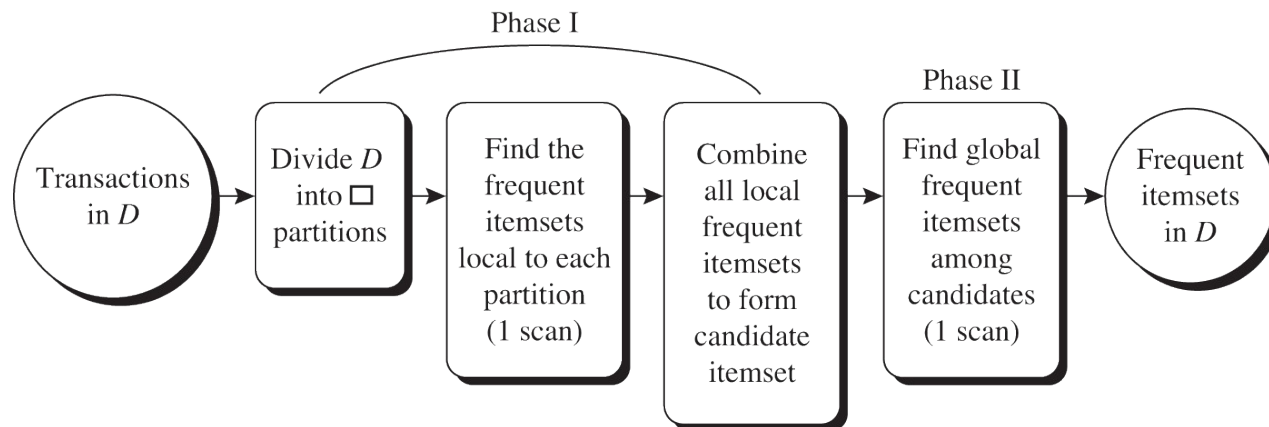 Phase I
Transactions
in D
Divide D
into □
partitions
Find the
frequent
itemsets
local to each
partition
(1 scan)
Combine
all local
frequent
itemsets
to form
candidate
itemset
Phase II
Find global
frequent
itemsets
among
candidates
(1 scan)
Frequent
itemsets
in D